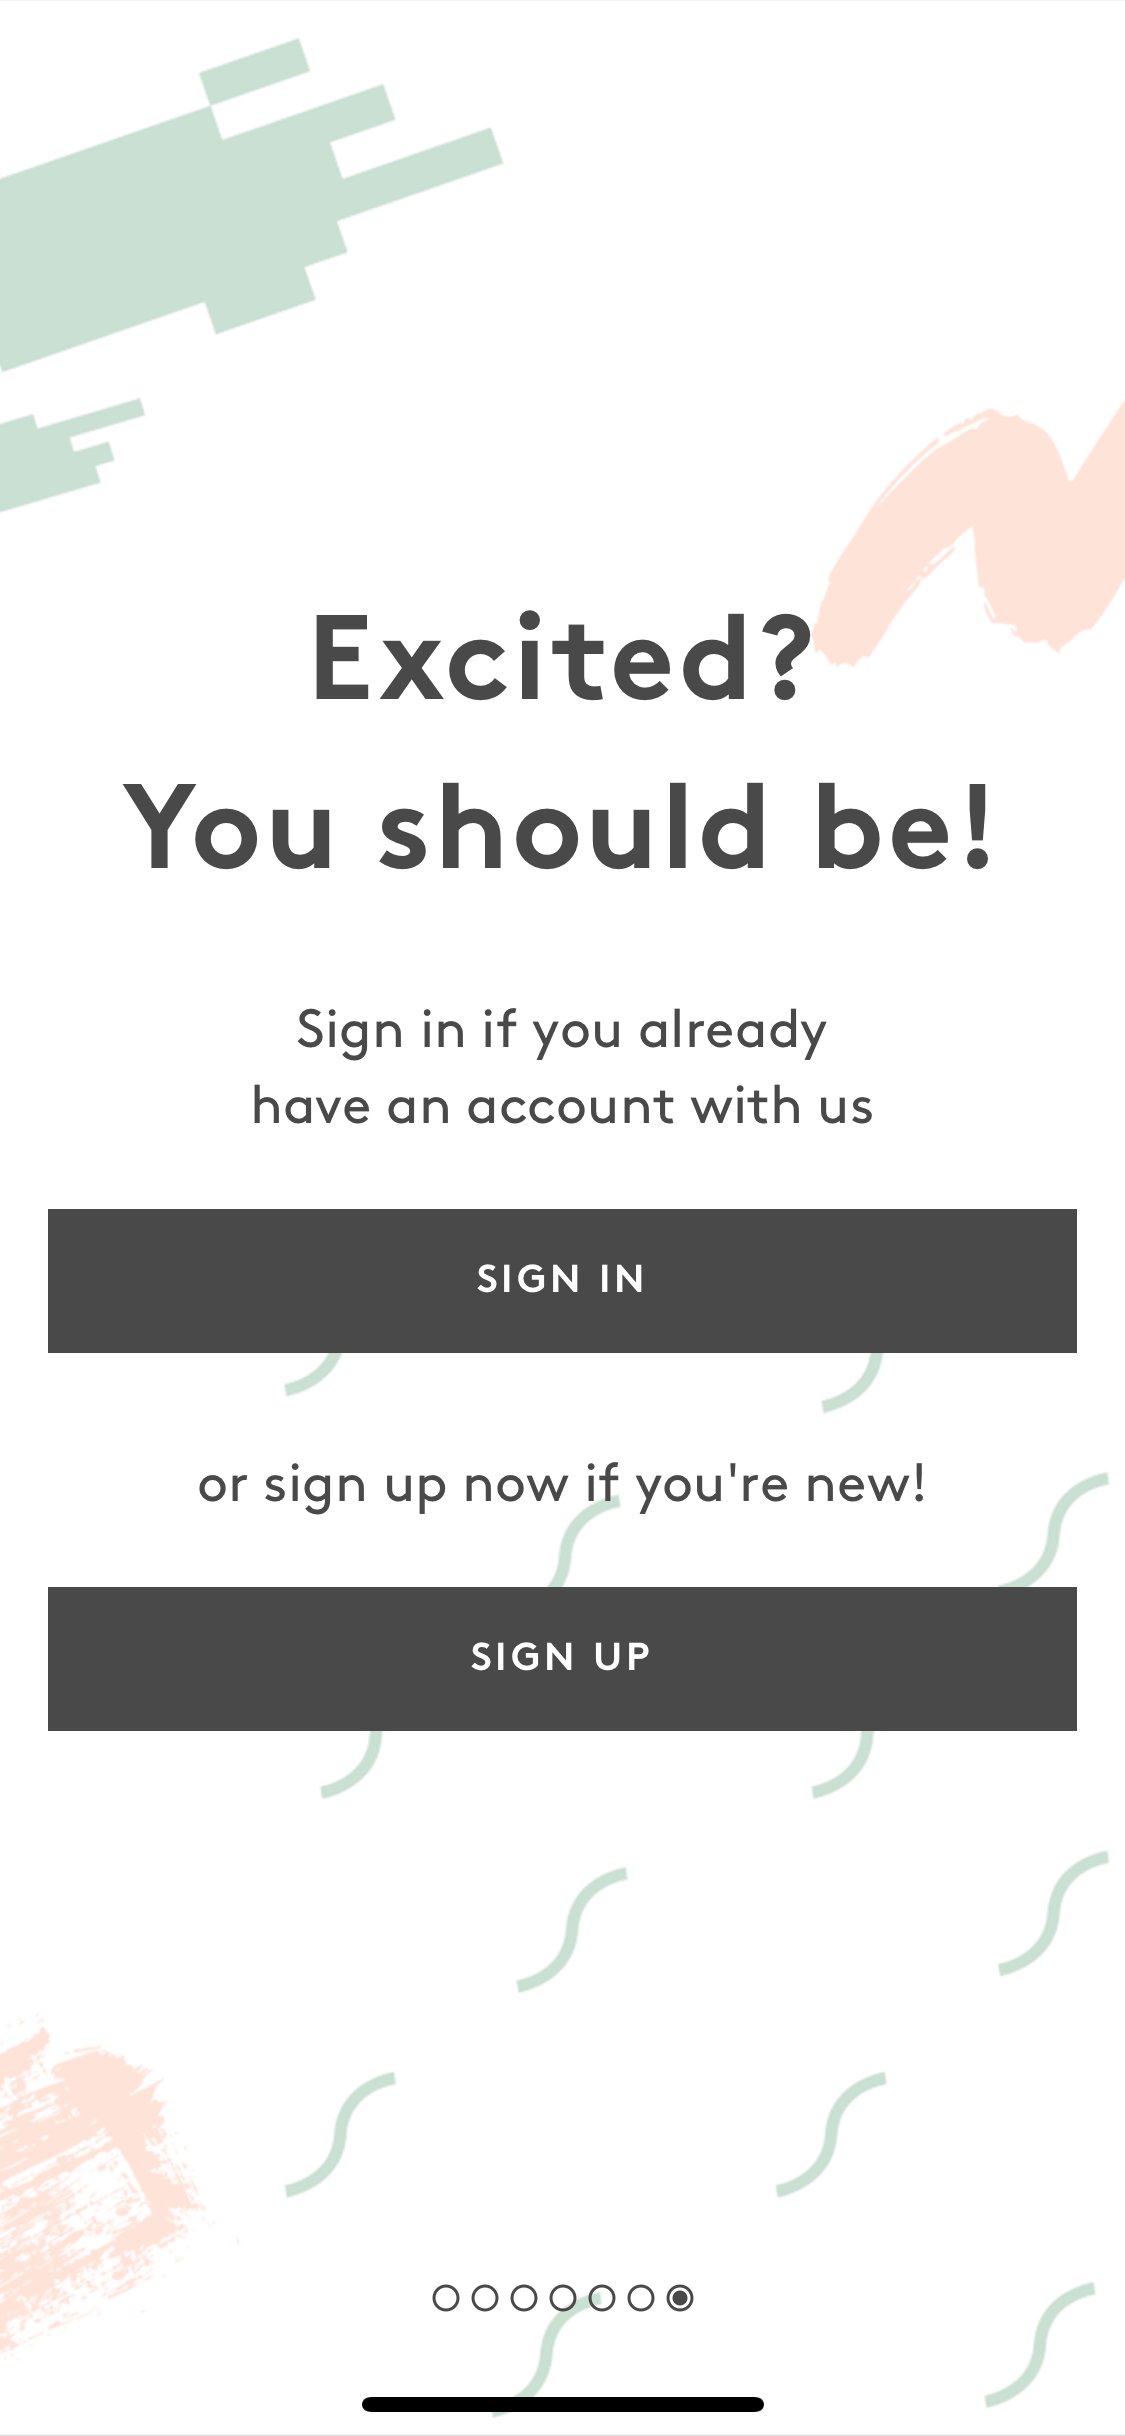 Excited?
You should be!
Sign in if you already
have an account with us
SIGN IN
or sign up now if you're new!
SIGN UP